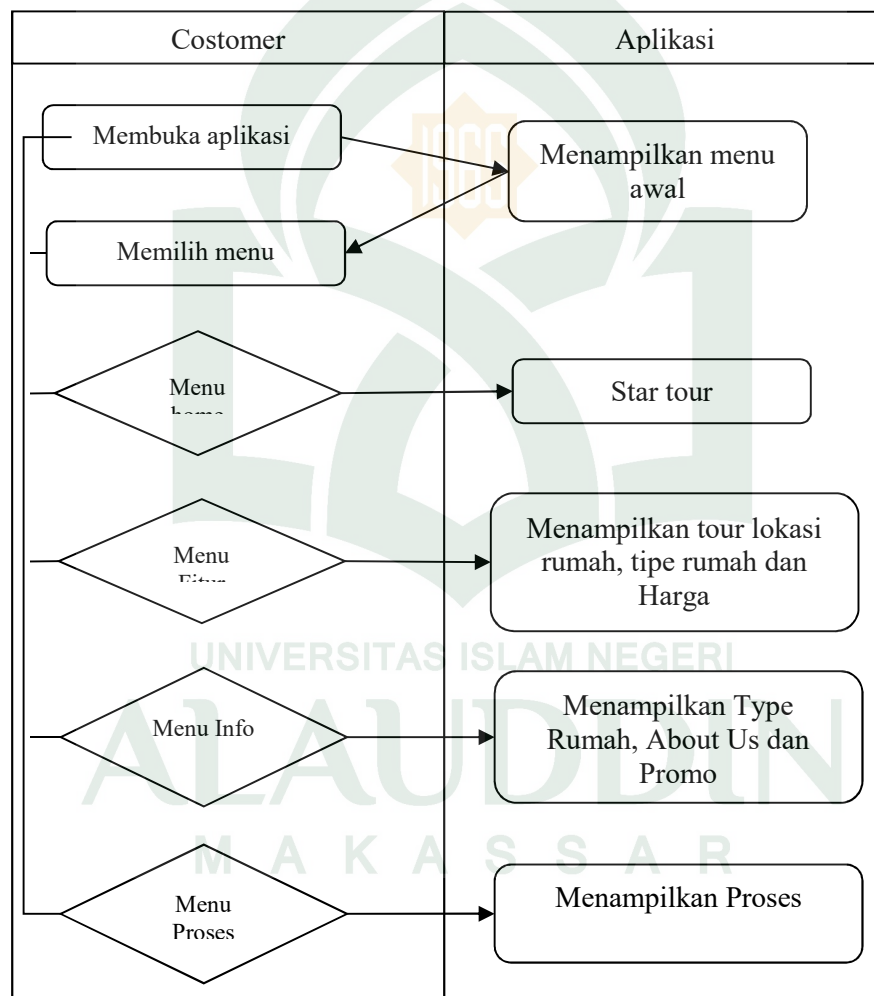 Costomer
Aplikasi
Membuka aplikasi
Menampilkan menu
awal
Memilih menu
Menu
Star tour
Menu
Menampilkan tour lokasi
rumah, tipe rumah dan
Harga
UNIVERSITAS ISLAM NEGERI
Menu Info
Menampilkan Type
Rumah, About Us dan
Promo
ALAUDDIN
MAKASSAR
Menu
Proses
Menampilkan Proses
1966